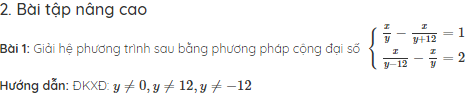 2. Bài tập nâng cao
Bài 1: Giải hệ phương trình sau bằng phương pháp cộng đại số { x/y − x/(y+12) = 1
x/(y−12) − x/y = 2
Hướng dẫn: ĐKXĐ: y ≠ 0, y ≠ 12, y ≠ −12